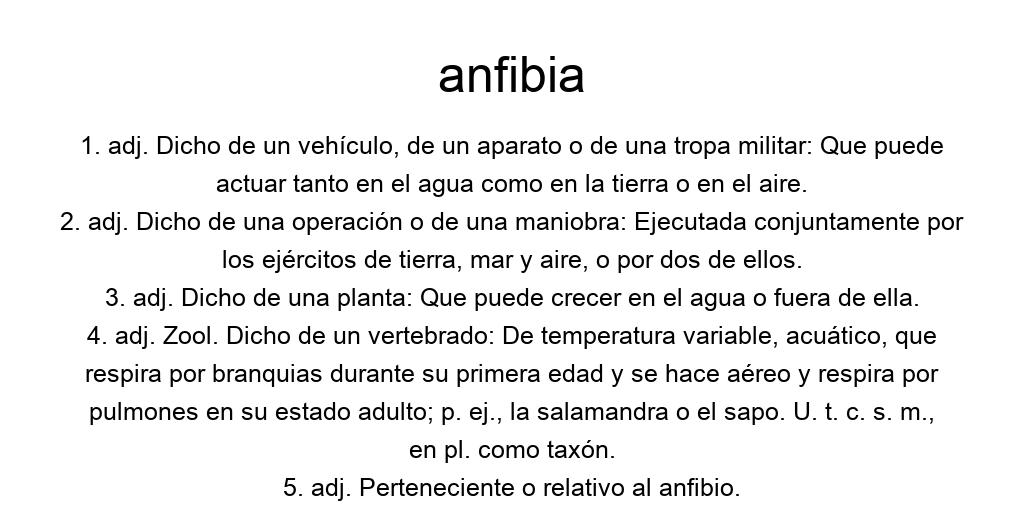 anfibia
1. adj. Dicho de un vehículo, de un aparato o de una tropa militar: Que puede
actuar tanto en el agua como en la tierra o en el aire.
2. adj. Dicho de una operación o de una maniobra: Ejecutada conjuntamente por
los ejércitos de tierra, mar y aire, o por dos de ellos.
3. adj. Dicho de una planta: Que puede crecer en el agua o fuera de ella.
4. adj. Zool. Dicho de un vertebrado: De temperatura variable, acuático, que
respira por branquias durante su primera edad y se hace aéreo y respira por
pulmones en su estado adulto; p. ej., la salamandra o el sapo. U. t. c. s. m.,
en pl. como taxón.
5. adj. Perteneciente o relativo al anfibio.